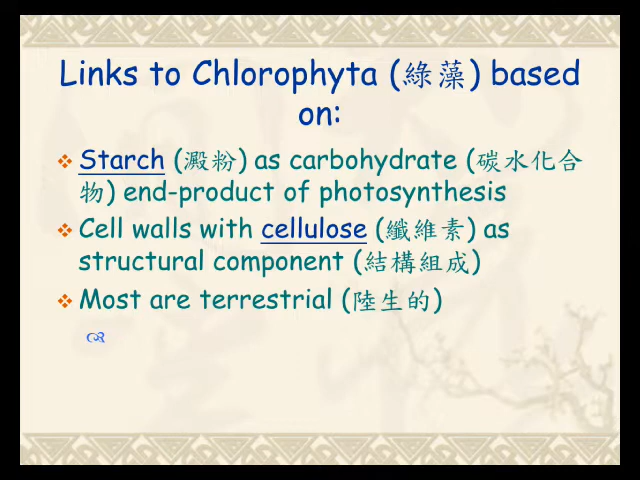 Links to Chlorophyta (綠藻) based
on:
Starch (澱粉) as carbohydrate (碳水化合
物) end-product of photosynthesis
Cell walls with cellulose (纖維素) as
structural component (結構組成)
Most are terrestrial (陸生的)